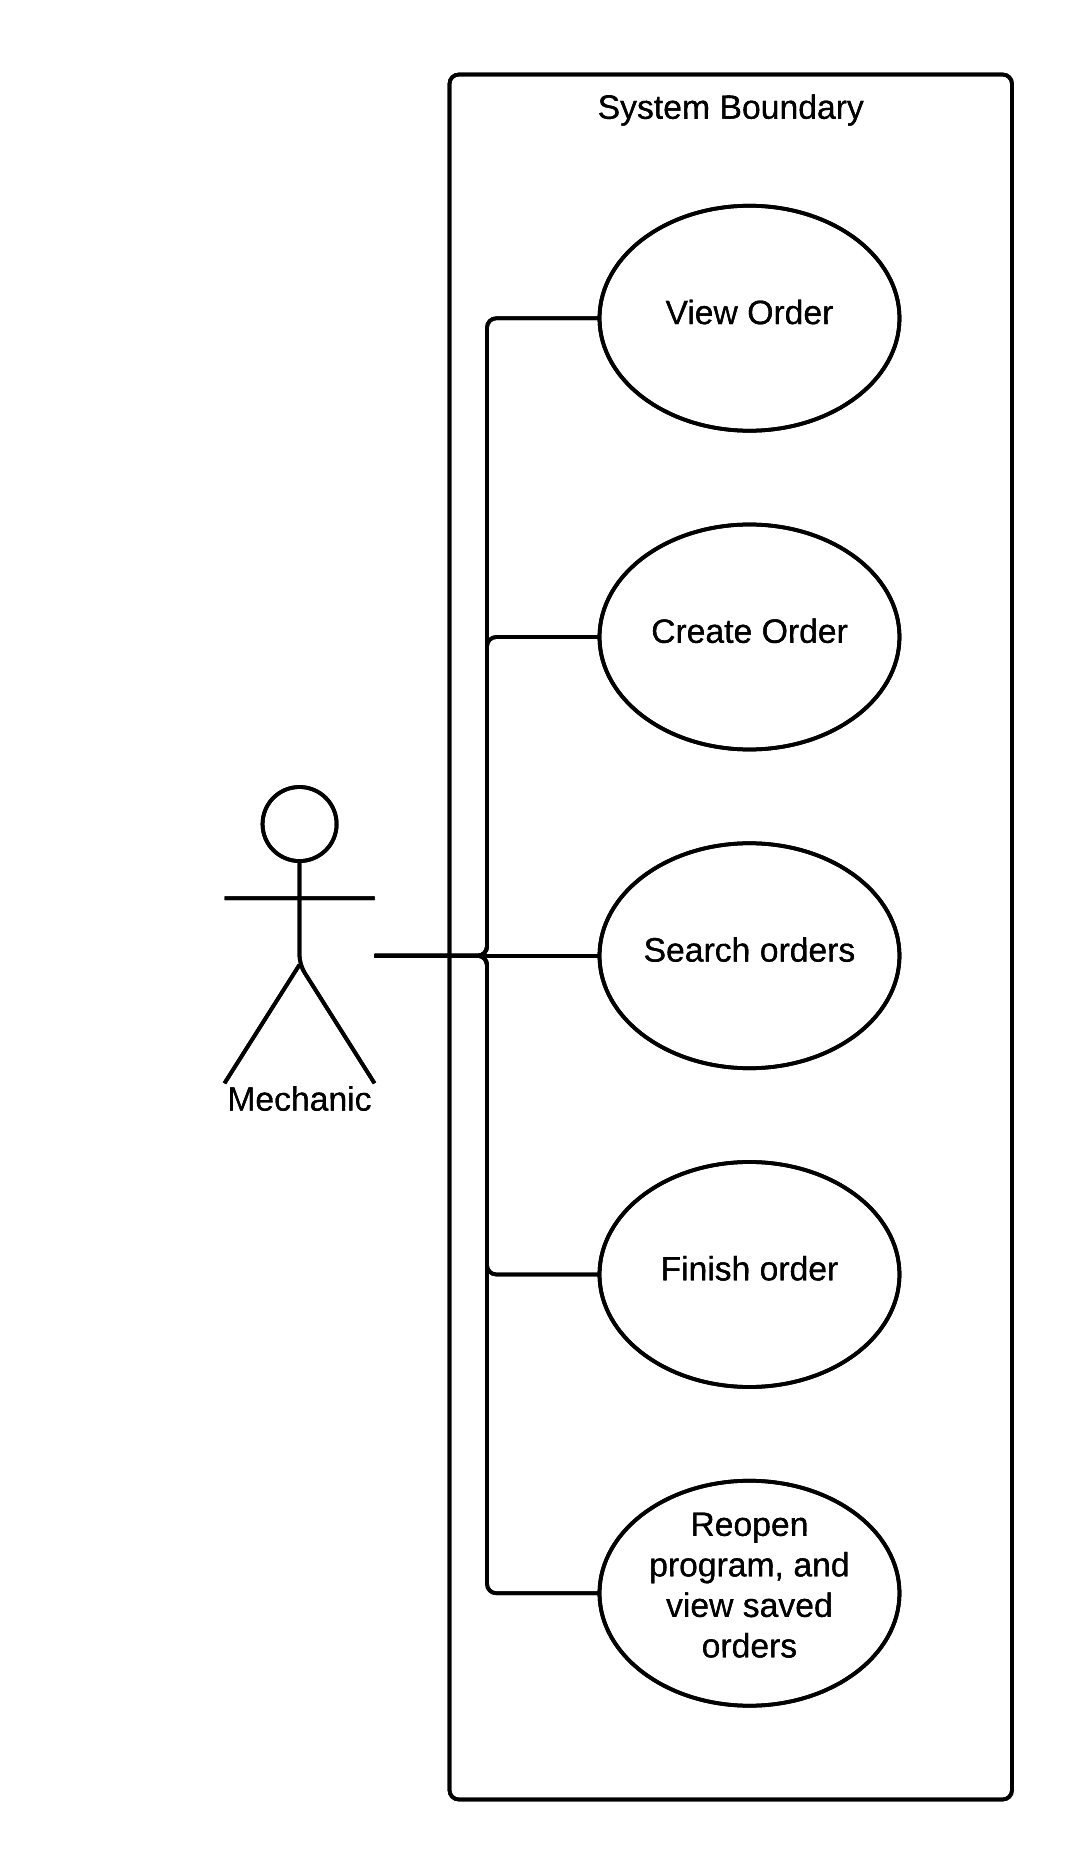 System Boundary
View Order
Create Order
Search orders
Mechanic
Finish order
Reopen
program, and
view saved
orders